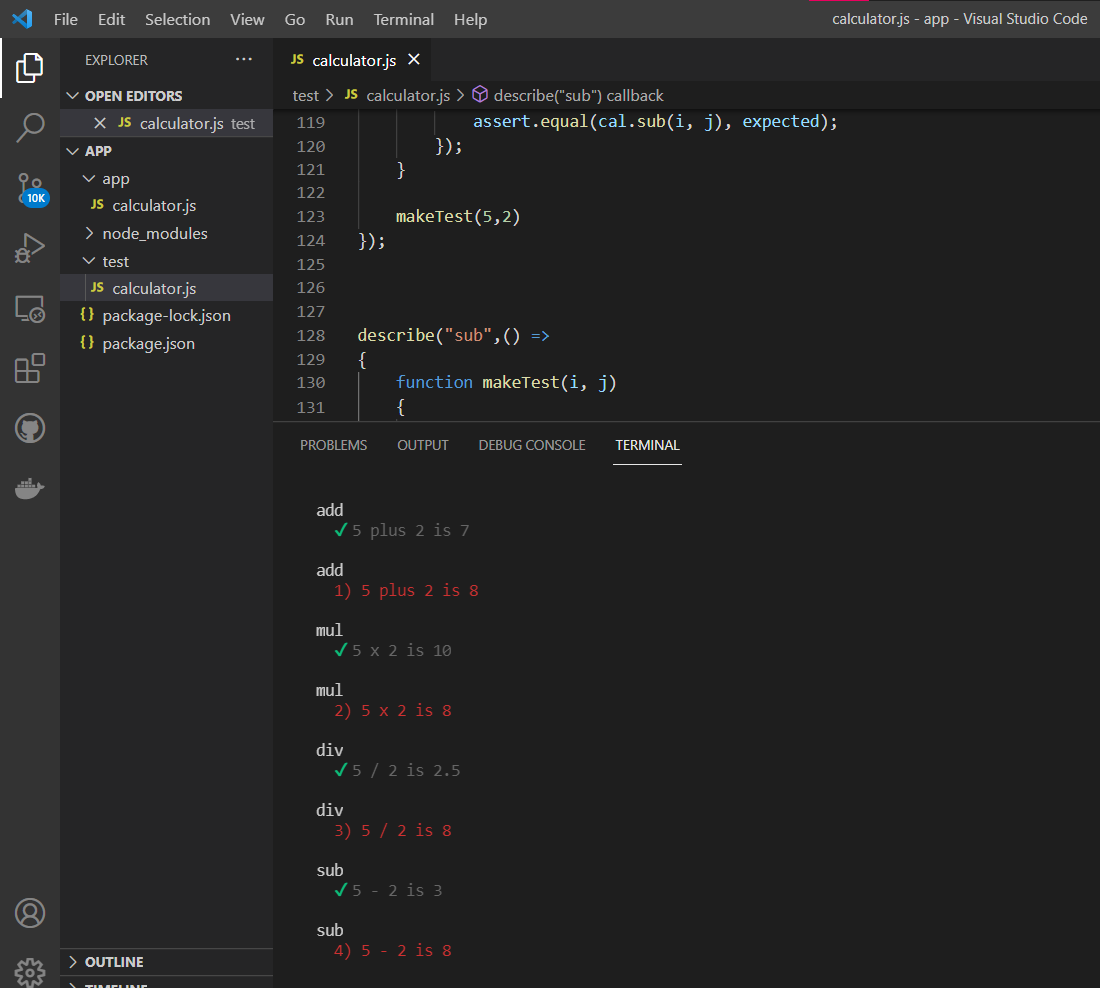 File Edit Selection View Go Run Terminal Help calculator.js - app - Visual Studio Code
EXPLORER ...
OPEN EDITORS
JS calculator.js test
APP
app
JS calculator.js
node_modules
test
JS calculator.js
{} package-lock.json
{} package.json
10K
OUTLINE
TIMELINE
JS calculator.js
test > JS calculator.js > describe("sub") callback
119 assert.equal(cal.sub(i, j), expected);
120 });
121 }
122
123 makeTest(5,2)
124 });
125
126
127
128 describe("sub",() =>
129 {
130 function makeTest(i, j)
131 {
PROBLEMS OUTPUT DEBUG CONSOLE TERMINAL
add
✓ 5 plus 2 is 7
add
1) 5 plus 2 is 8
mul
✓ 5 x 2 is 10
mul
2) 5 x 2 is 8
div
✓ 5 / 2 is 2.5
div
3) 5 / 2 is 8
sub
✓ 5 - 2 is 3
sub
4) 5 - 2 is 8